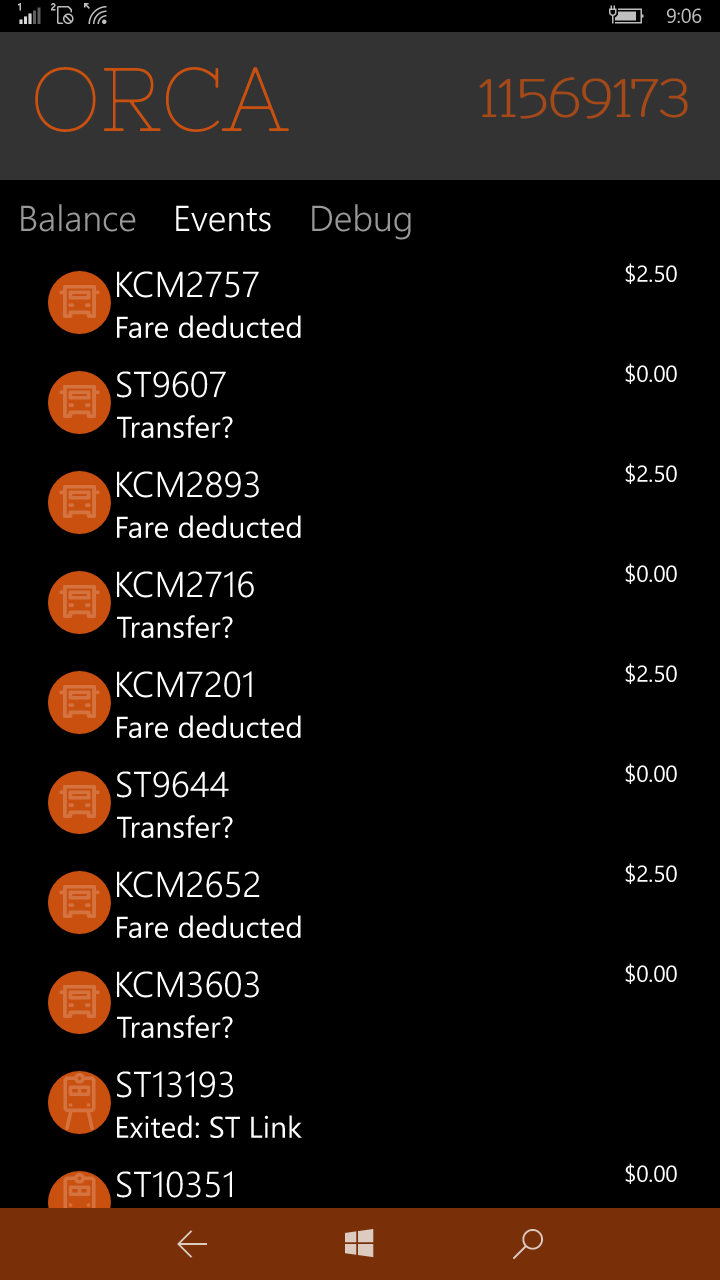 1 2 9:06
ORCA 11569173
Balance Events Debug
KCM2757 $2.50
Fare deducted
ST9607 $0.00
Transfer?
KCM2893 $2.50
Fare deducted
KCM2716 $0.00
Transfer?
KCM7201 $2.50
Fare deducted
ST9644 $0.00
Transfer?
KCM2652 $2.50
Fare deducted
KCM3603 $0.00
Transfer?
ST13193
Exited: ST Link
ST10351 $0.00